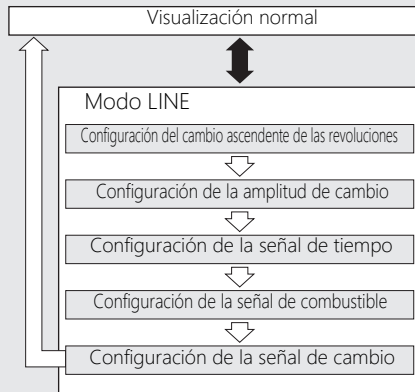 Visualización normal
Modo LINE
Configuración del cambio ascendente de las revoluciones
Configuración de la amplitud de cambio
Configuración de la señal de tiempo
Configuración de la señal de combustible
Configuración de la señal de cambio